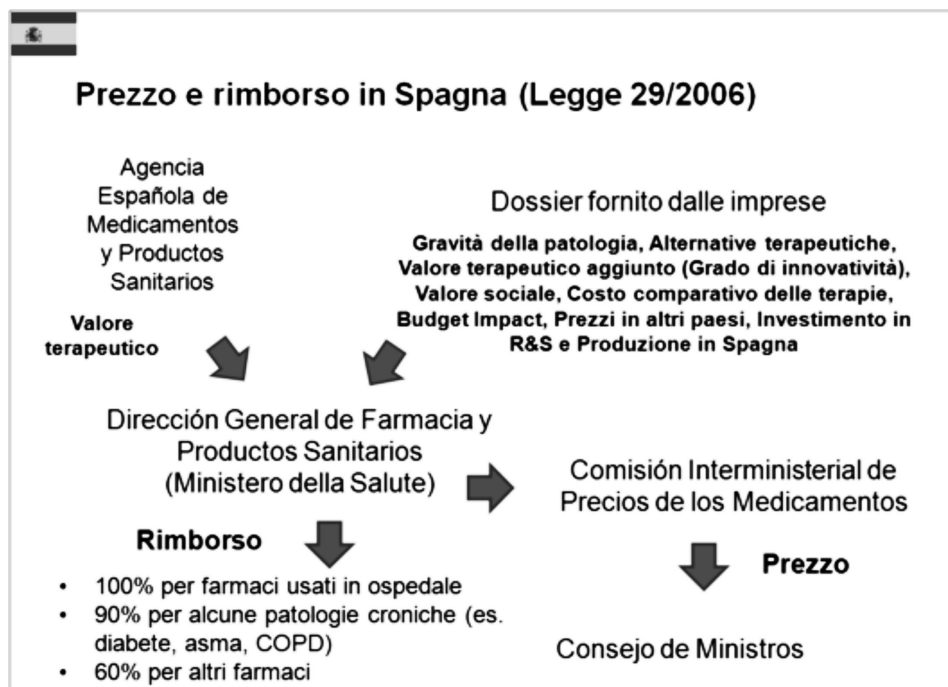 Prezzo e rimborso in Spagna (Legge 29/2006)
Agencia
Española de
Medicamentos
y Productos
Sanitarios
Valore
terapeutico
Dossier fornito dalle imprese
Gravità della patologia, Alternative terapeutiche,
Valore terapeutico aggiunto (Grado di innovatività),
Valore sociale, Costo comparativo delle terapie,
Budget Impact, Prezzi in altri paesi, Investimento in
R&S e Produzione in Spagna
Dirección General de Farmacia y
Productos Sanitarios
(Ministero della Salute)
Comisión Interministerial de
Precios de los Medicamentos
Rimborso
• 100% per farmaci usati in ospedale
• 90% per alcune patologie croniche (es.
diabete, asma, COPD)
• 60% per altri farmaci
Prezzo
Consejo de Ministros